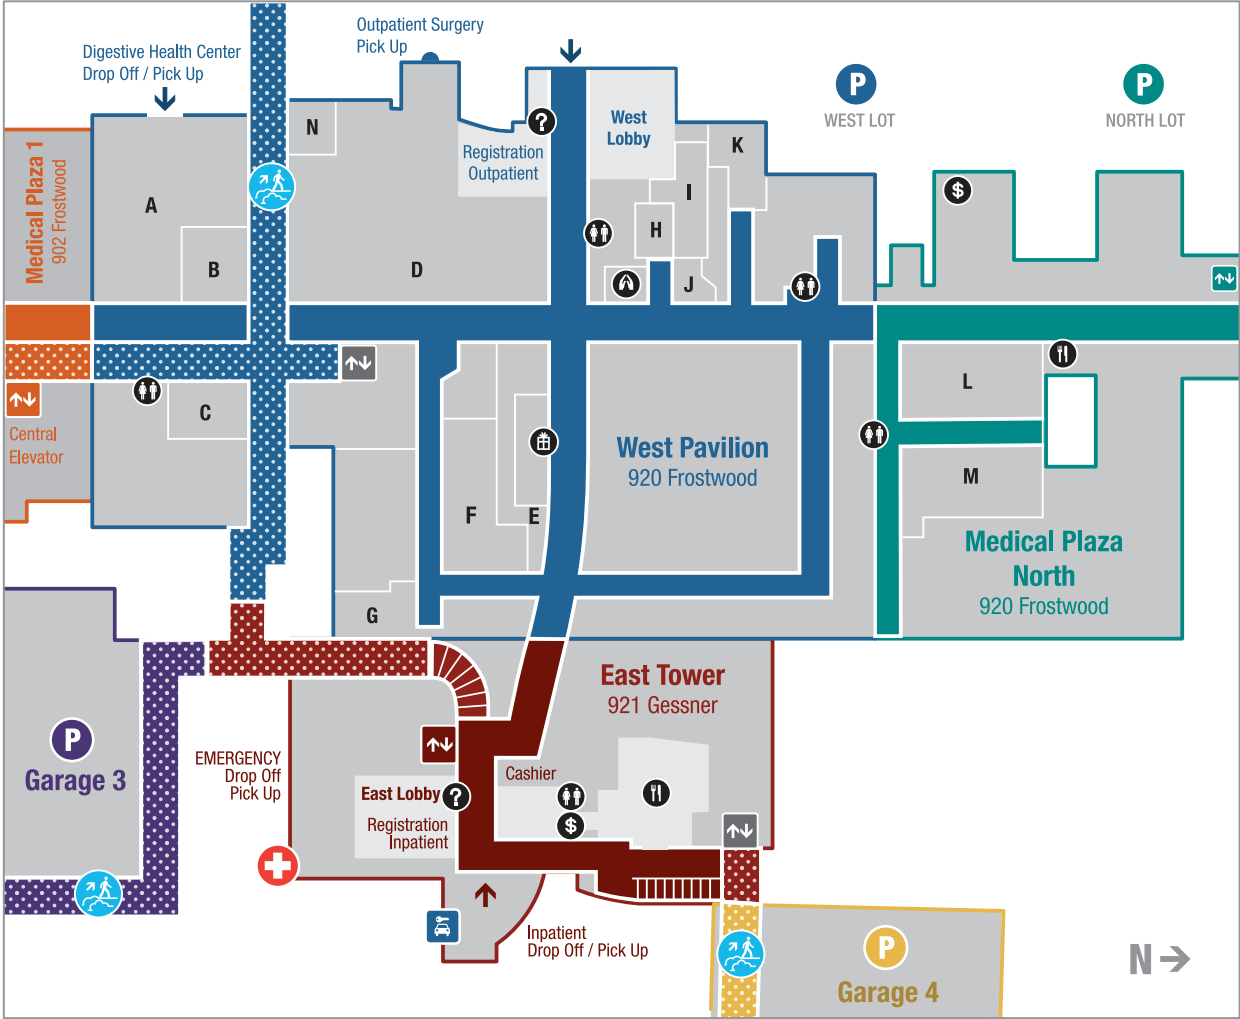 Outpatient Surgery
Pick Up
Digestive Health Center
Drop Off / Pick Up
P
WEST LOT
P
NORTH LOT
N
?
West
Lobby
Registration
Outpatient
K
I
$
Medical Plaza 1
902 Frostwood
A
B
D
H
J
L
C
Central
Elevator
West Pavilion
920 Frostwood
M
F
E
Medical Plaza
North
920 Frostwood
G
East Tower
921 Gessner
P
Garage 3
EMERGENCY
Drop Off
Pick Up
Cashier
East Lobby
?
Registration
Inpatient
$
Inpatient
Drop Off / Pick Up
P
Garage 4
N